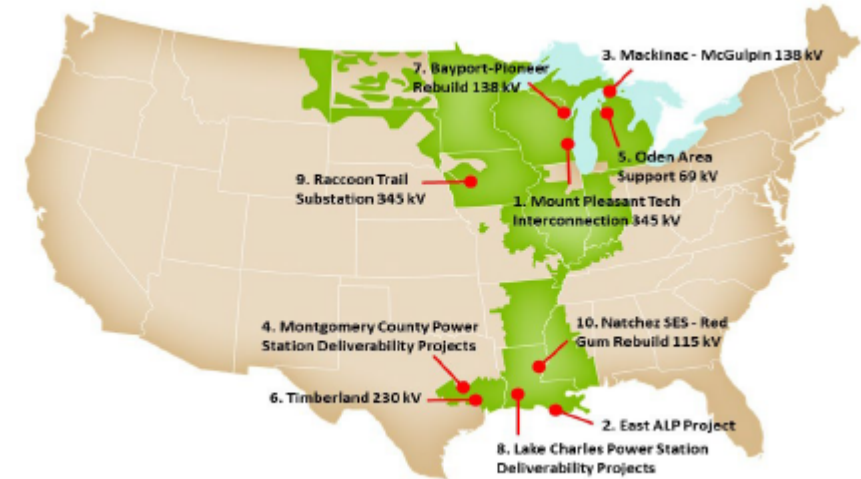 3. Mackinac - McGulpin 138 kV
7. Bayport-Pioneer
Rebuild 138 kV
5. Oden Area
Support 69 kV
9. Raccoon Trail
Substation 345 kV
1. Mount Pleasant Tech
Interconnection 345 kV
4. Montgomery County Power
Station Deliverability Projects
10. Natchez SES - Red
Gum Rebuild 115 kV
6. Timberland 230 kV
2. East ALP Project
8. Lake Charles Power Station
Deliverability Projects